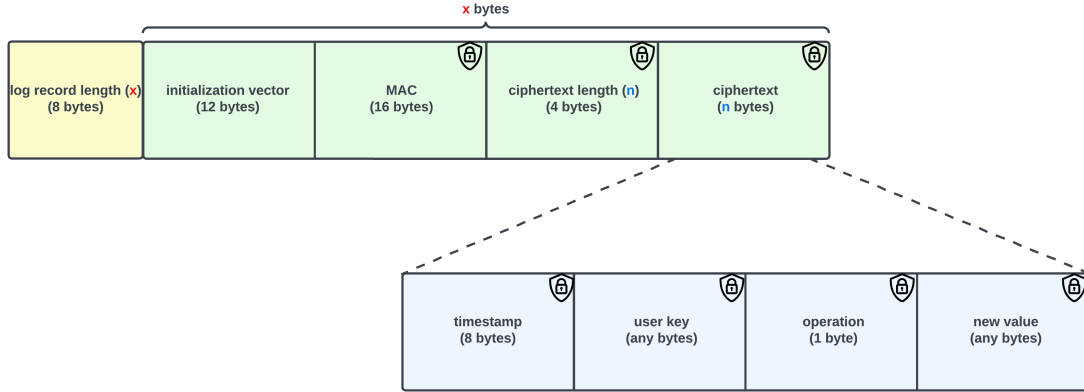 x bytes
log record length (x)
(8 bytes)
initialization vector
(12 bytes)
MAC
(16 bytes)
ciphertext length (n)
(4 bytes)
ciphertext
(n bytes)
timestamp
(8 bytes)
user key
(any bytes)
operation
(1 byte)
new value
(any bytes)